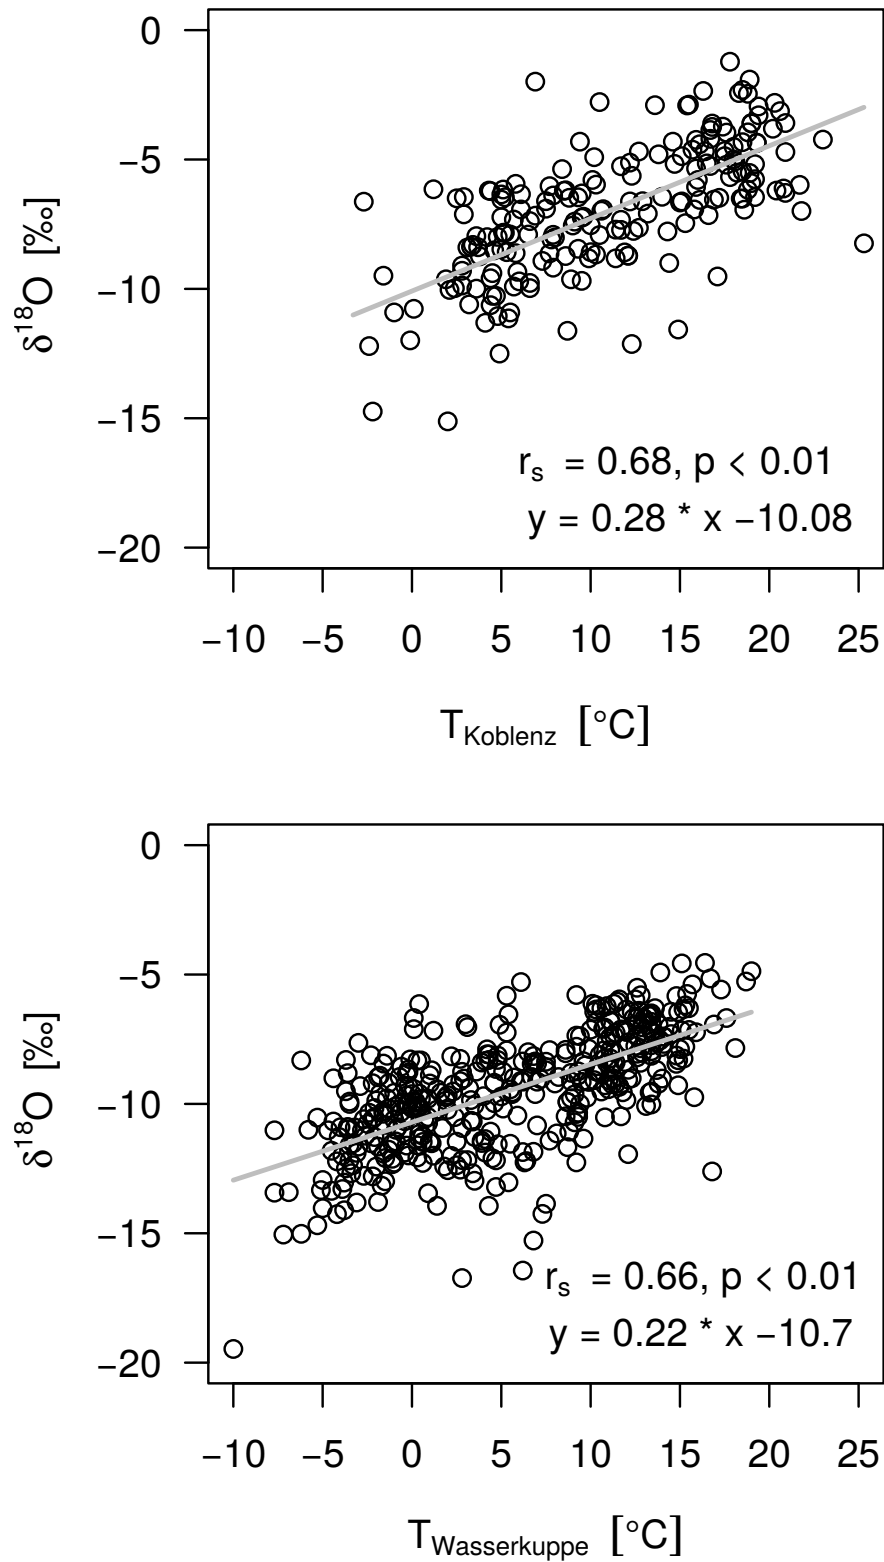 0
−5
−10
−15
−20
δ¹⁸O [‰]
rₛ = 0.68, p < 0.01
y = 0.28 * x −10.08
−10 −5 0 5 10 15 20 25
T_Koblenz [°C]
0
−5
−10
−15
−20
δ¹⁸O [‰]
rₛ = 0.66, p < 0.01
y = 0.22 * x −10.7
−10 −5 0 5 10 15 20 25
T_Wasserkuppe [°C]